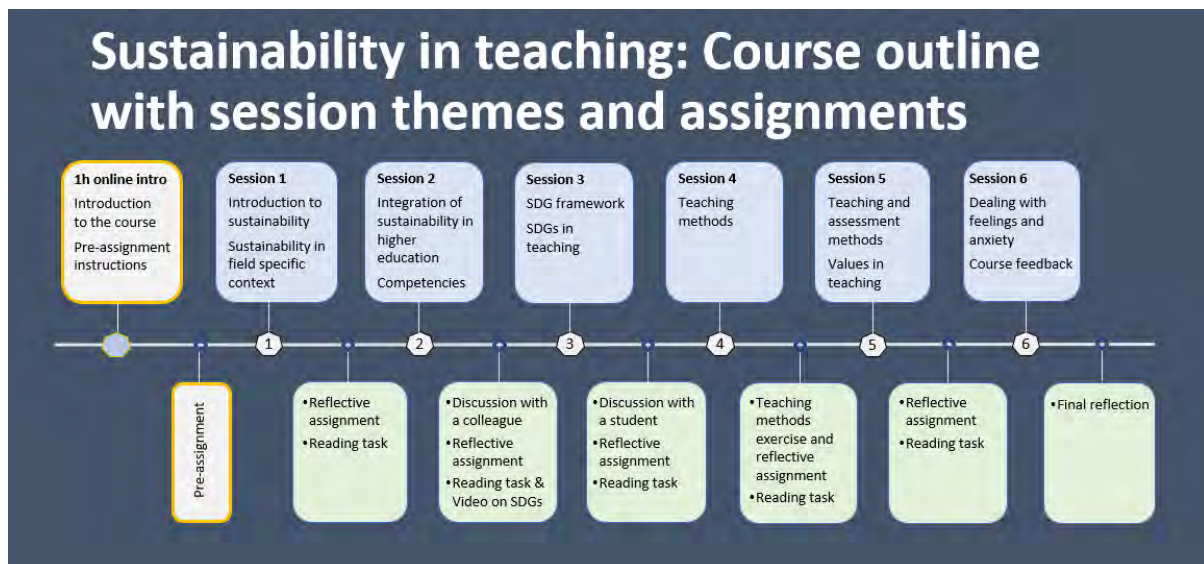 Sustainability in teaching: Course outline
with session themes and assignments
1h online intro
Introduction
to the course
Pre-assignment
instructions
Session 1
Introduction to
sustainability
Sustainability in
field specific
context
Session 2
Integration of
sustainability in
higher
education
Competencies
Session 3
SDG framework
SDGs in
teaching
Session 4
Teaching
methods
Session 5
Teaching and
assessment
methods
Values in
teaching
Session 6
Dealing with
feelings and
anxiety
Course feedback
1
2
3
4
5
6
Pre-assignment
•Reflective
assignment
•Reading task
•Discussion with
a colleague
•Reflective
assignment
•Reading task &
Video on SDGs
•Discussion with
a student
•Reflective
assignment
•Reading task
•Teaching
methods
exercise and
reflective
assignment
•Reading task
•Reflective
assignment
•Reading task
•Final reflection